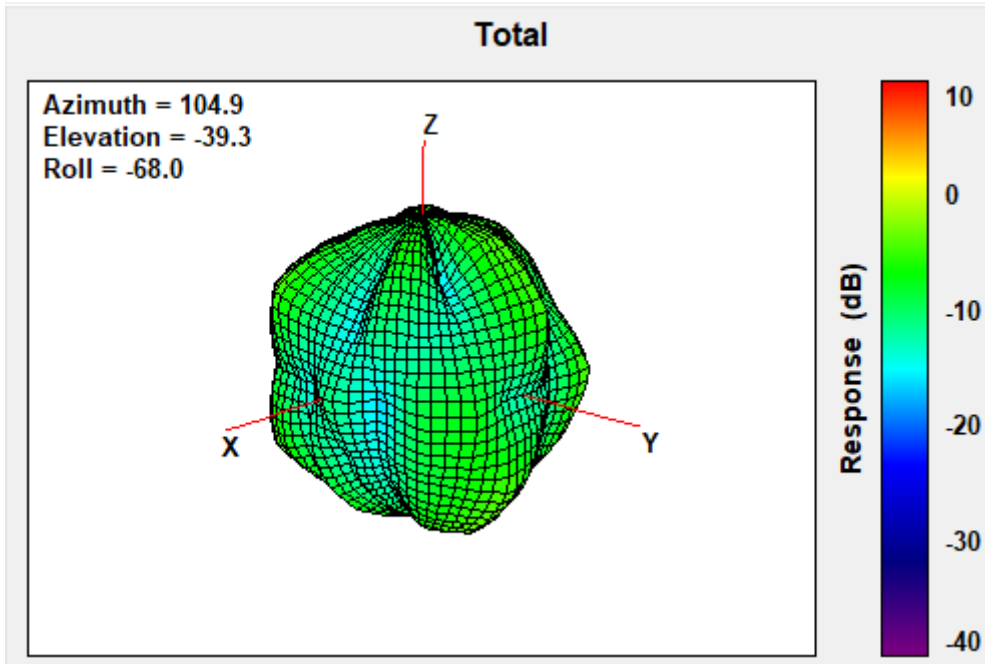 Total
Azimuth = 104.9
Elevation = -39.3
Roll = -68.0
Z
X
Y
Response (dB)
10
0
-10
-20
-30
-40